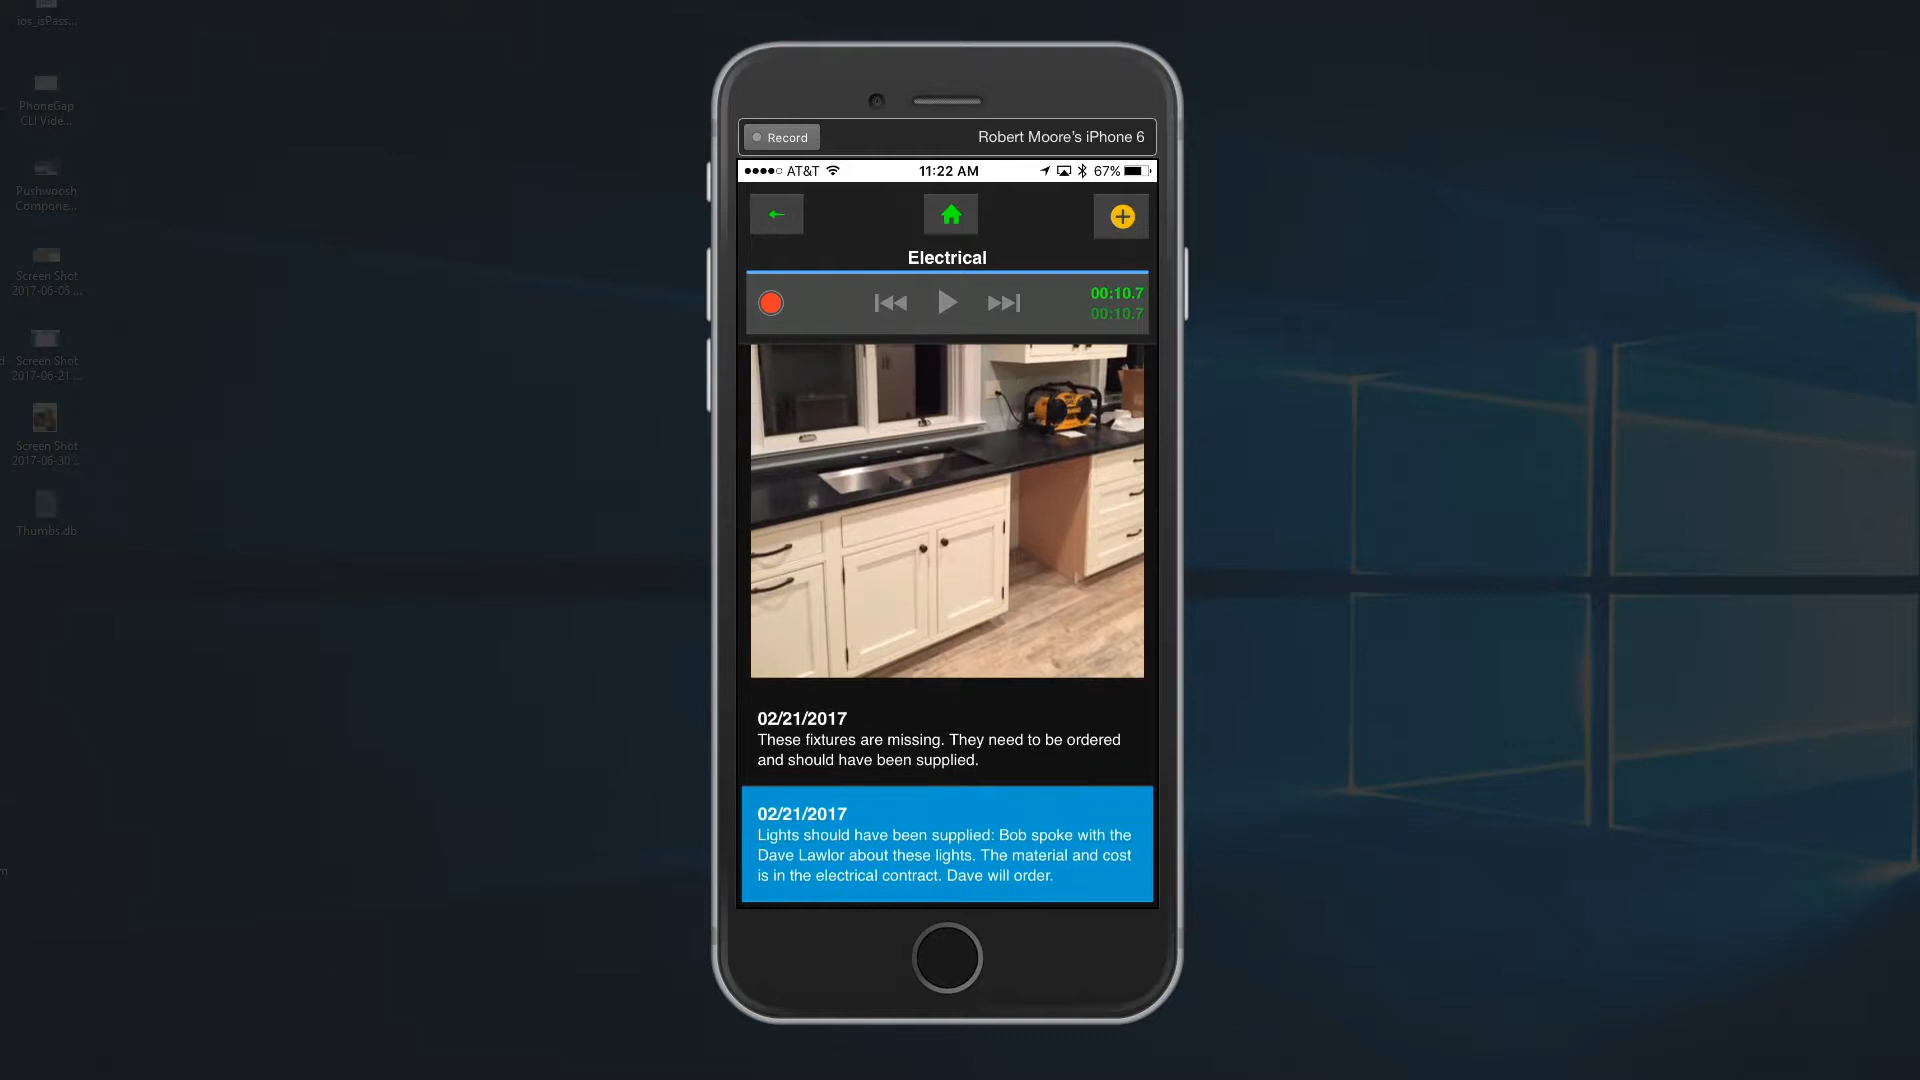 ios_isPass...
PhoneGap
CLI Vide...
Pushwoosh
Compone...
Screen Shot
2017-06-05 ...
Screen Shot
2017-06-21 ...
Screen Shot
2017-06-30 ...
Thumbs.db
Record
Robert Moore's iPhone 6
AT&T
11:22 AM
67%
Electrical
00:10.7
00:10.7
02/21/2017
These fixtures are missing. They need to be ordered
and should have been supplied.
02/21/2017
Lights should have been supplied: Bob spoke with the
Dave Lawlor about these lights. The material and cost
is in the electrical contract. Dave will order.